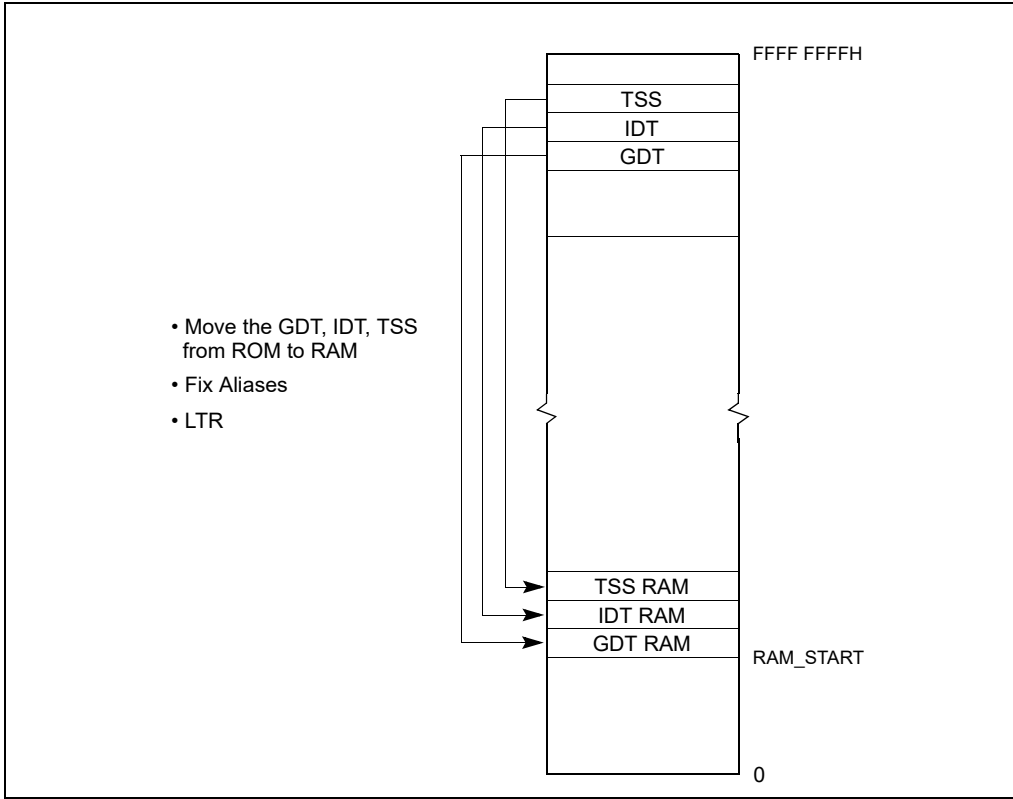 FFFF FFFFH
TSS
IDT
GDT
• Move the GDT, IDT, TSS
from ROM to RAM
• Fix Aliases
• LTR
TSS RAM
IDT RAM
GDT RAM
RAM_START
0